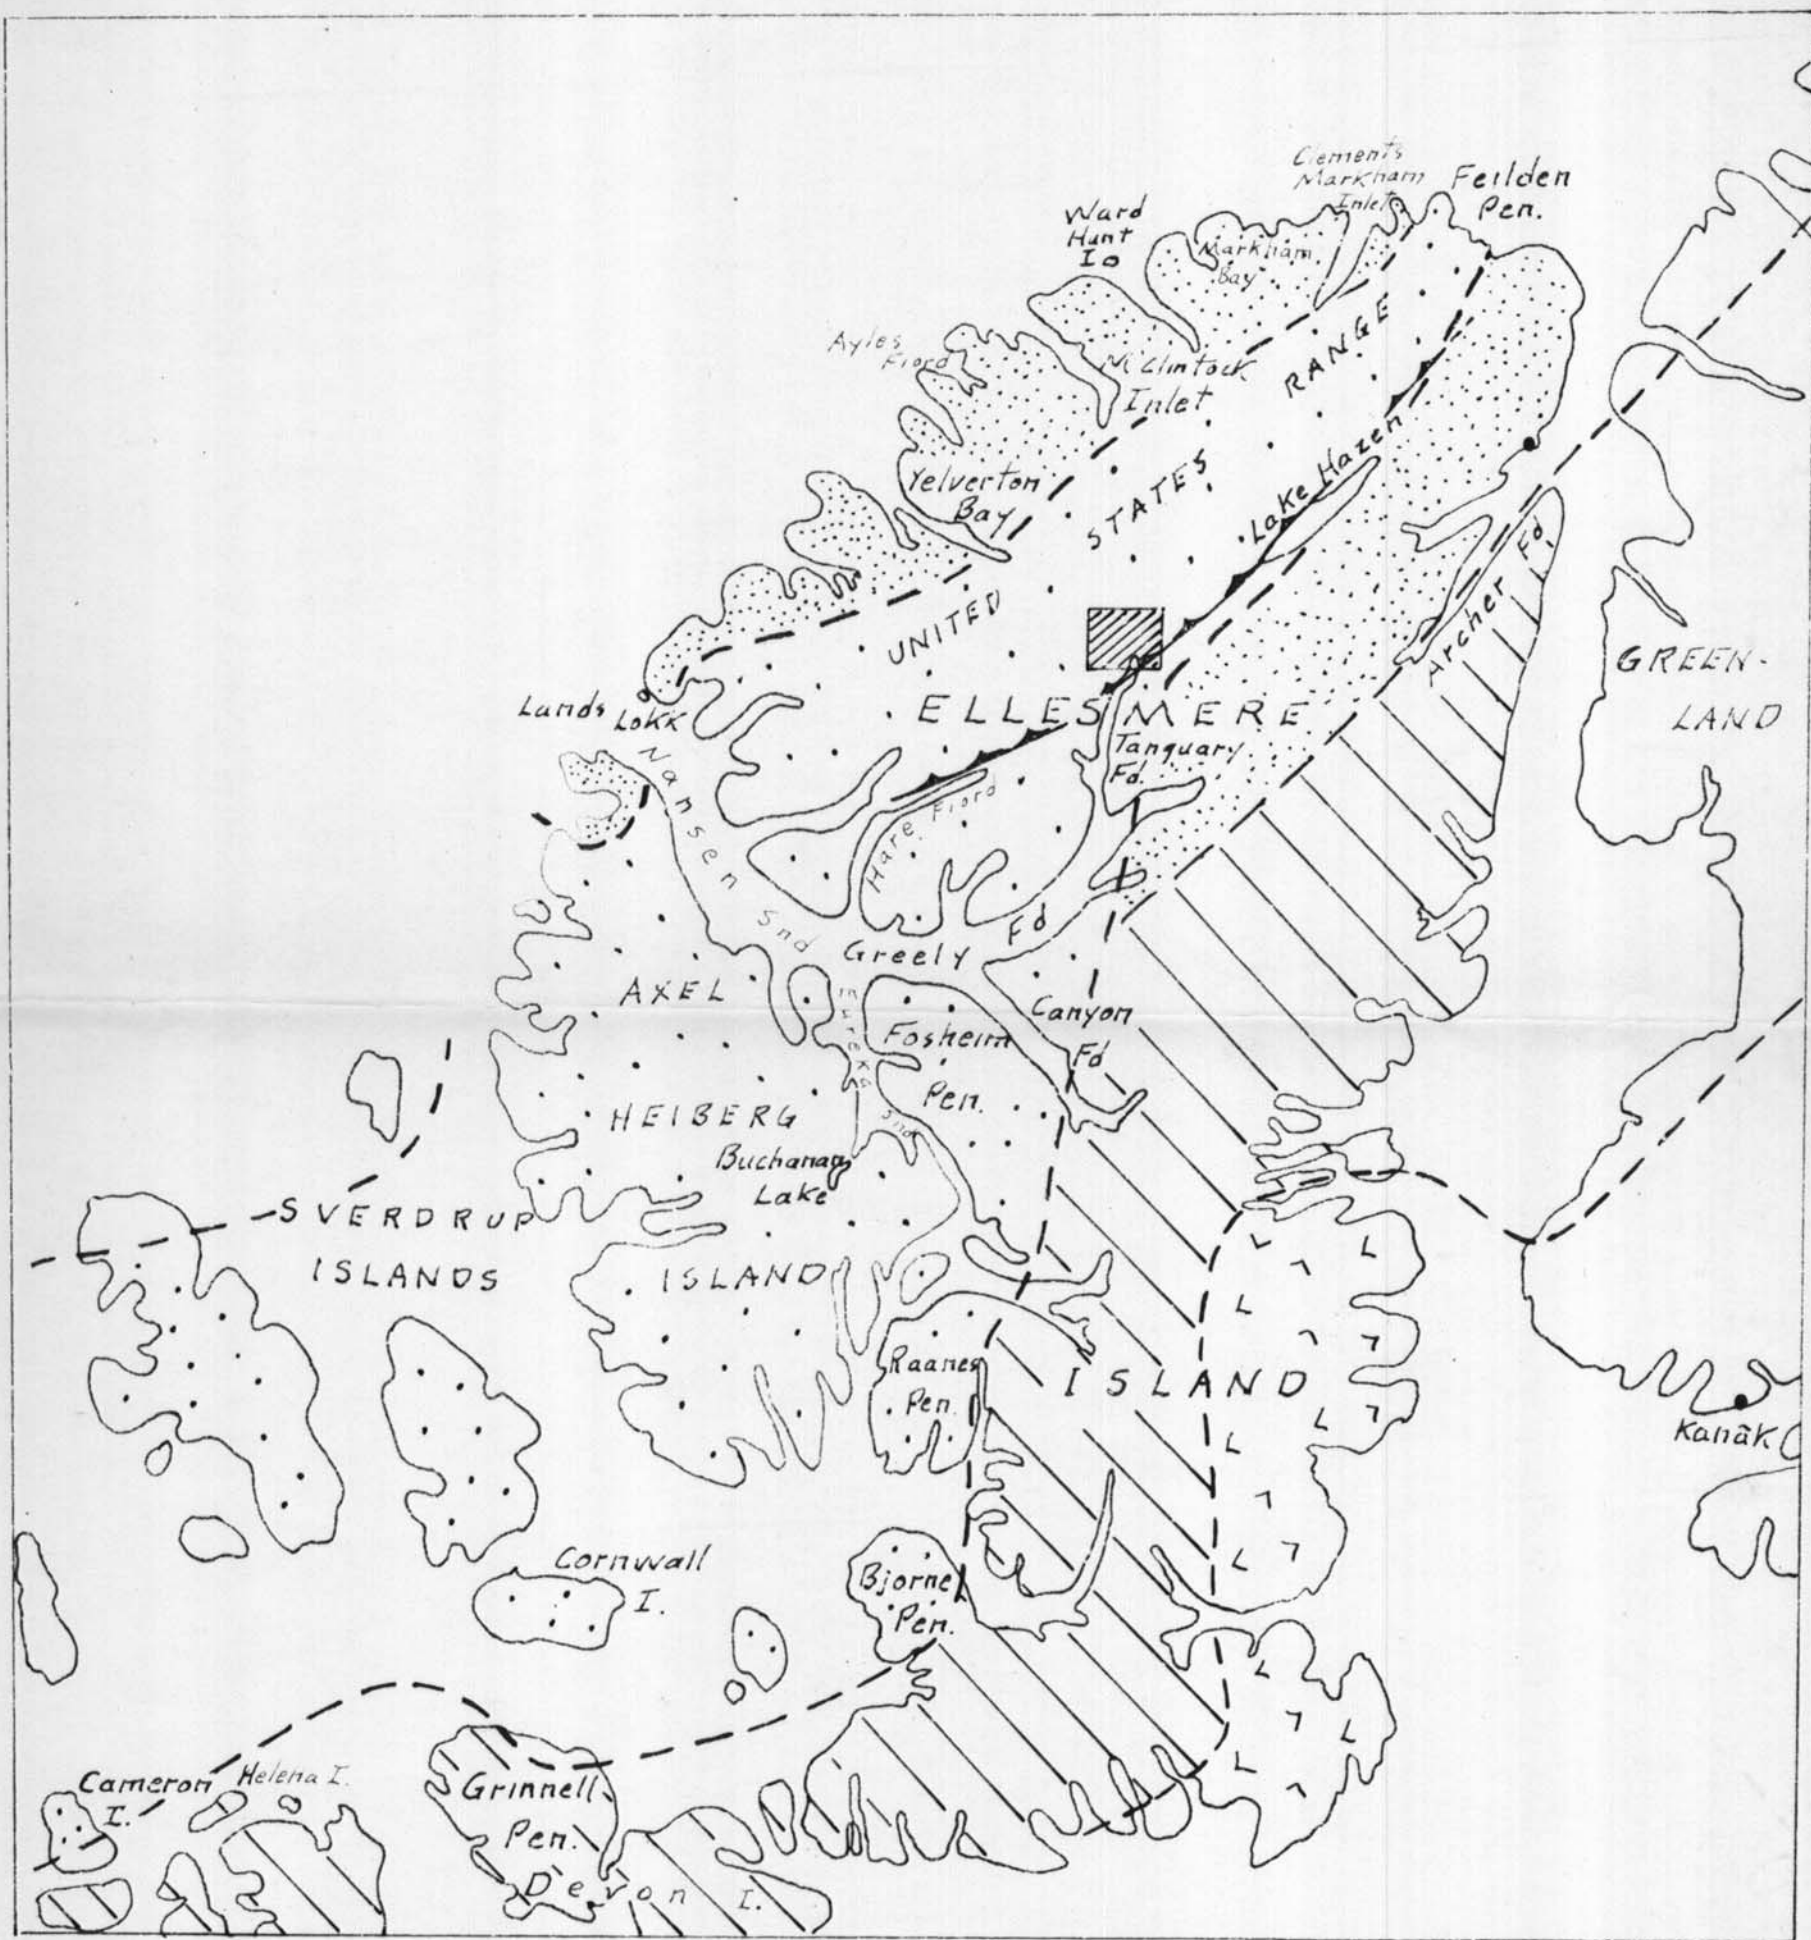 Clements
Markham
Inlet
Feilden
Pen.
Ward
Hunt
I
Markham
Bay
Ayles
Fiord
McClintock
Inlet
Yelverton
Bay
UNITED STATES RANGE
Lake Hazen
Archer Fd.
GREEN-
LAND
Lands Lokk
ELLESMERE
Tanquary
Fd.
Nansen Snd
Hare Fiord
Greely Fd
AXEL
Eureka Snd
Fosheim
Pen.
Canyon
Fd
HEIBERG
Buchanan
Lake
SVERDRUP
ISLANDS
ISLAND
Raanes
Pen.
ISLAND
Kanâk
Cornwall
I.
Bjorne
Pen.
Cameron
I.
Helena I.
Grinnell
Pen.
Devon I.